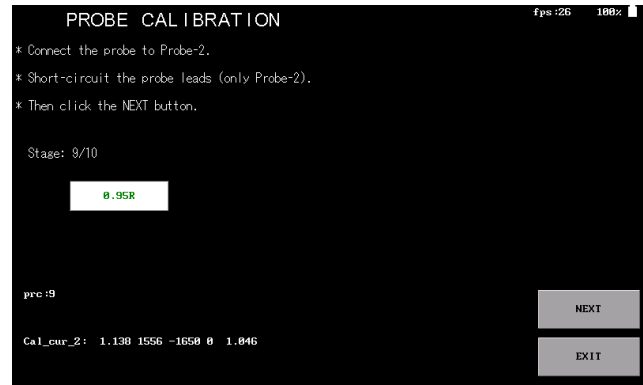 PROBE CALIBRATION
fps:26 100%
* Connect the probe to Probe-2.
* Short-circuit the probe leads (only Probe-2).
* Then click the NEXT button.
Stage: 9/10
0.95R
prc:9
NEXT
Cal_cur_2: 1.138 1556 -1650 0 1.046
EXIT